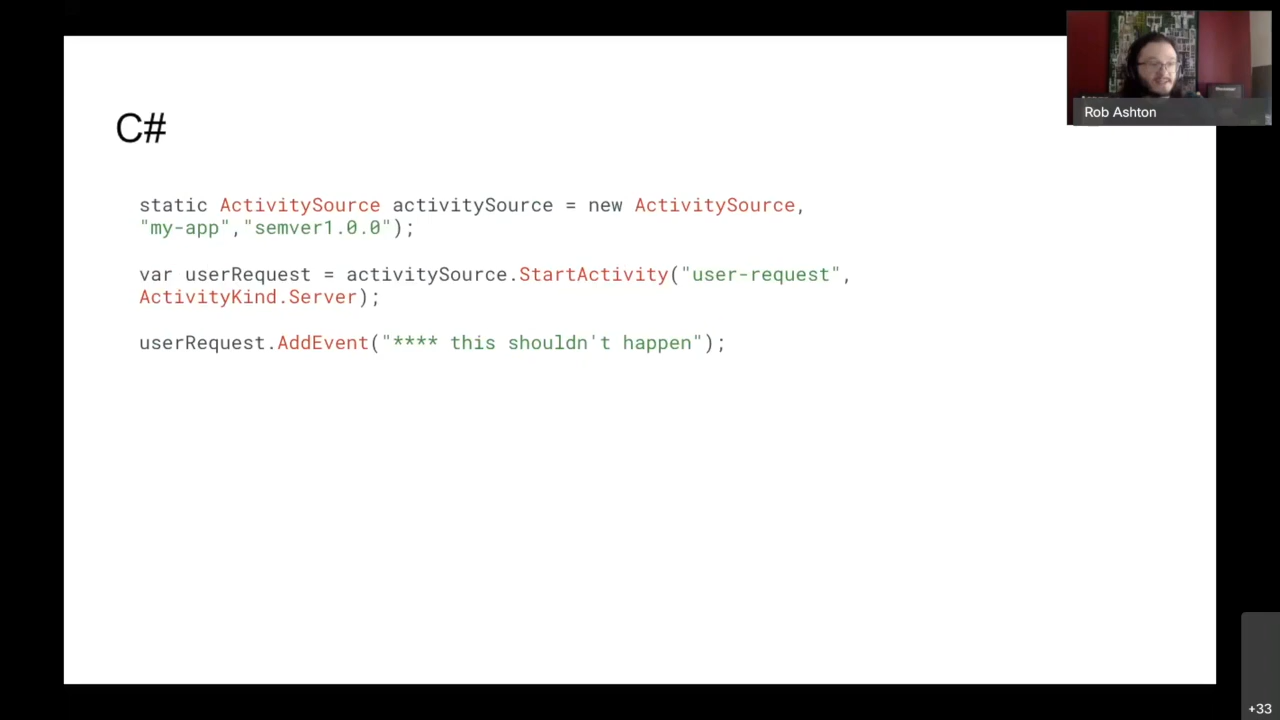 C#
static ActivitySource activitySource = new ActivitySource,
"my-app","semver1.0.0");
var userRequest = activitySource.StartActivity("user-request",
ActivityKind.Server);
userRequest.AddEvent("**** this shouldn't happen");
Rob Ashton
+33